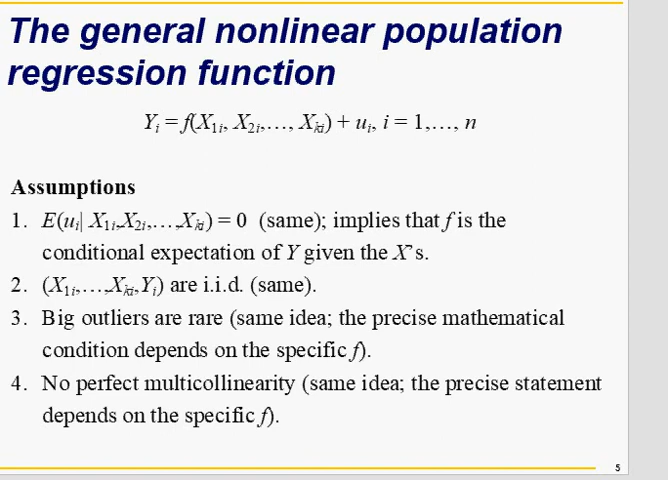 The general nonlinear population
regression function
Yᵢ = f(X₁ᵢ, X₂ᵢ,…, Xₖᵢ) + uᵢ, i = 1,…, n
Assumptions
1. E(uᵢ| X₁ᵢ,X₂ᵢ,…,Xₖᵢ) = 0 (same); implies that f is the
conditional expectation of Y given the X's.
2. (X₁ᵢ,…,Xₖᵢ,Yᵢ) are i.i.d. (same).
3. Big outliers are rare (same idea; the precise mathematical
condition depends on the specific f).
4. No perfect multicollinearity (same idea; the precise statement
depends on the specific f).
5